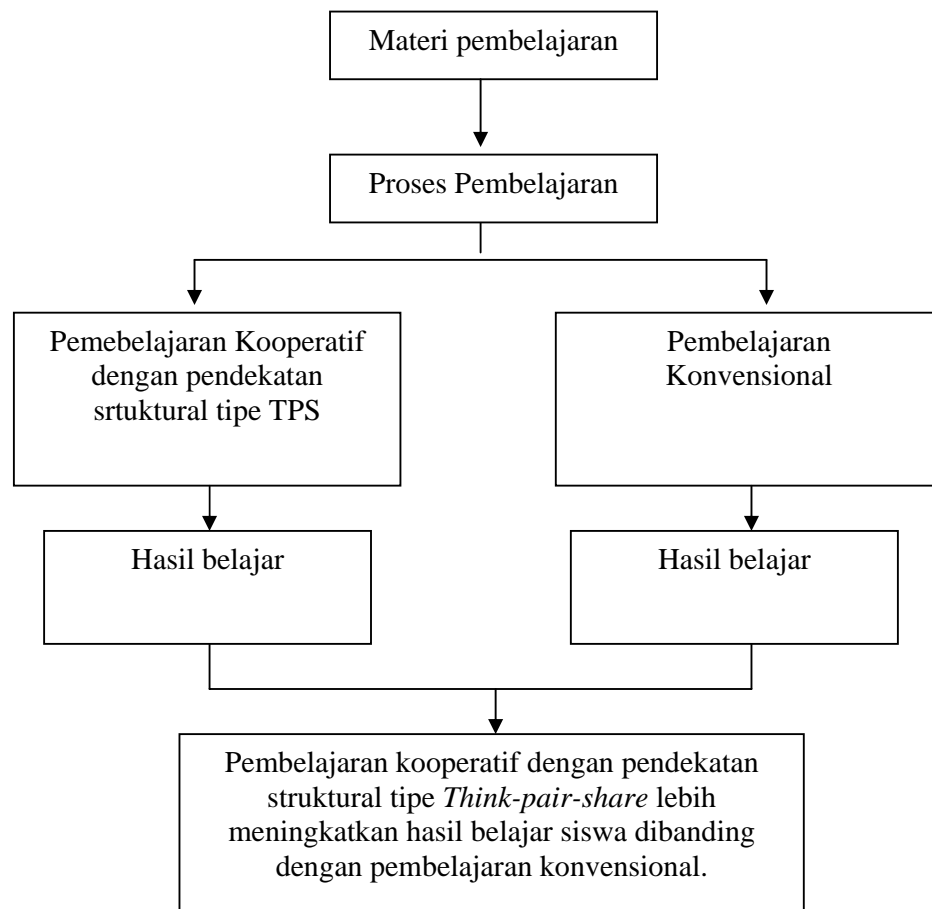 Materi pembelajaran
Proses Pembelajaran
Pemebelajaran Kooperatif
dengan pendekatan
srtuktural tipe TPS
Pembelajaran
Konvensional
Hasil belajar
Hasil belajar
Pembelajaran kooperatif dengan pendekatan
struktural tipe Think-pair-share lebih
meningkatkan hasil belajar siswa dibanding
dengan pembelajaran konvensional.